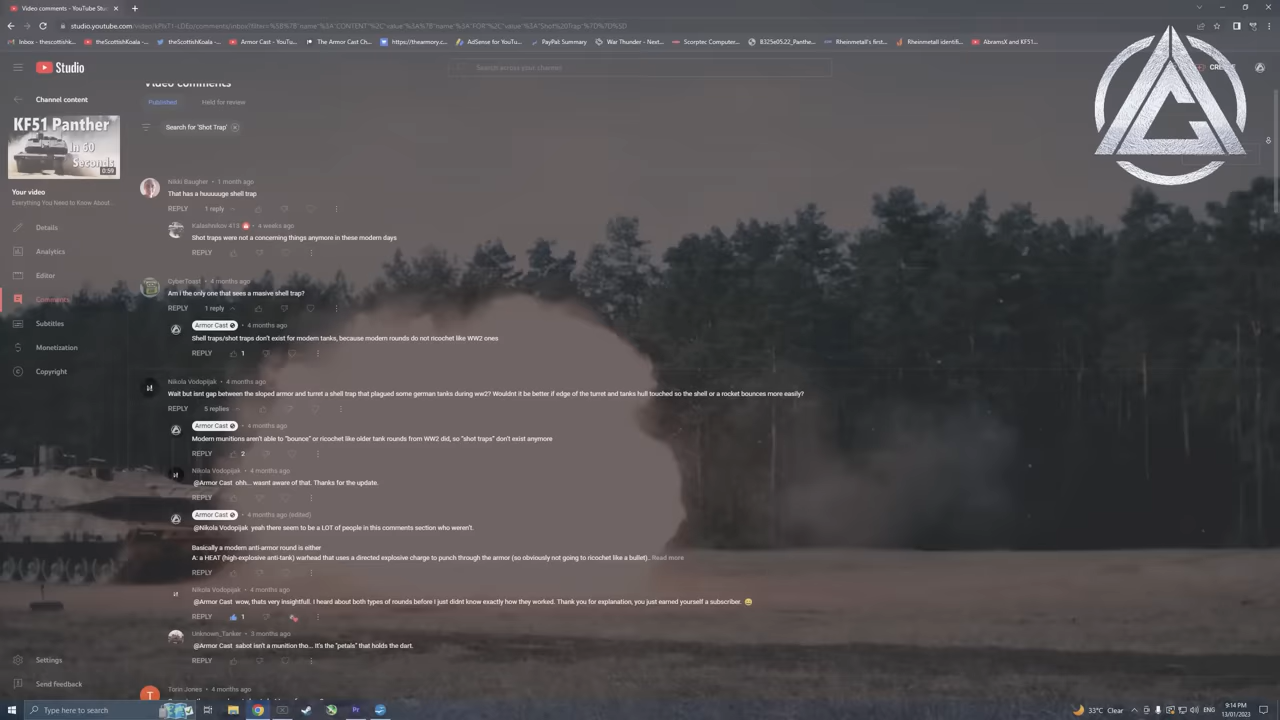 Video comments - YouTube Stud
studio.youtube.com
Inbox - thescottishk...
theScottishKoala -...
theScottishKoala -...
Armor Cast - YouTu...
The Armor Cast Ch...
https://thearmory.c...
AdSense for YouTu...
PayPal Summary
War Thunder - Next...
Scorptec Computer...
B325e05.22_Panthe...
Rheinmetall's first...
Rheinmetall identifi...
AbramsX and KF51...
Studio
Search across your channel
Video comments
Channel content
Published
Held for review
KF51 Panther
In 60
Seconds
0:59
Search for 'Shot Trap'
Your video
Everything You Need to Know About...
Details
Analytics
Editor
Comments
Subtitles
Monetization
Copyright
Settings
Send feedback
Nikki Baugher • 1 month ago
That has a huuuuuge shell trap
REPLY 1 reply
Kalashnikov 413 • 4 weeks ago
Shot traps were not a concerning things anymore in these modern days
REPLY
CyberToast • 4 months ago
Am i the only one that sees a masive shell trap?
REPLY 1 reply
Armor Cast • 4 months ago
Shell traps/shot traps don't exist for modern tanks, because modern rounds do not ricochet like WW2 ones
REPLY 1
Nikola Vodopijak • 4 months ago
Wait but isnt gap between the sloped armor and turret a shell trap that plagued some german tanks during ww2? Wouldnt it be better if edge of the turret and tanks hull touched so the shell or a rocket bounces more easily?
REPLY 5 replies
Armor Cast • 4 months ago
Modern munitions aren't able to "bounce" or ricochet like older tank rounds from WW2 did, so "shot traps" don't exist anymore
REPLY 2
Nikola Vodopijak • 4 months ago
@Armor Cast ohh... wasnt aware of that. Thanks for the update.
REPLY
Armor Cast • 4 months ago (edited)
@Nikola Vodopijak yeah there seem to be a LOT of people in this comments section who weren't.
Basically a modern anti-armor round is either
A: a HEAT (high-explosive anti-tank) warhead that uses a directed explosive charge to punch through the armor (so obviously not going to ricochet like a bullet).. Read more
REPLY
Nikola Vodopijak • 4 months ago
@Armor Cast wow, thats very insightfull. I heard about both types of rounds before I just didnt know exactly how they worked. Thank you for explanation, you just earned yourself a subscriber. 😄
REPLY 1
Unknown_Tanker • 3 months ago
@Armor Cast sabot isn't a munition tho... It's the "petals" that holds the dart.
REPLY
Torin Jones • 4 months ago
T
Type here to search
33°C Clear
ENG
9:14 PM
13/01/2023